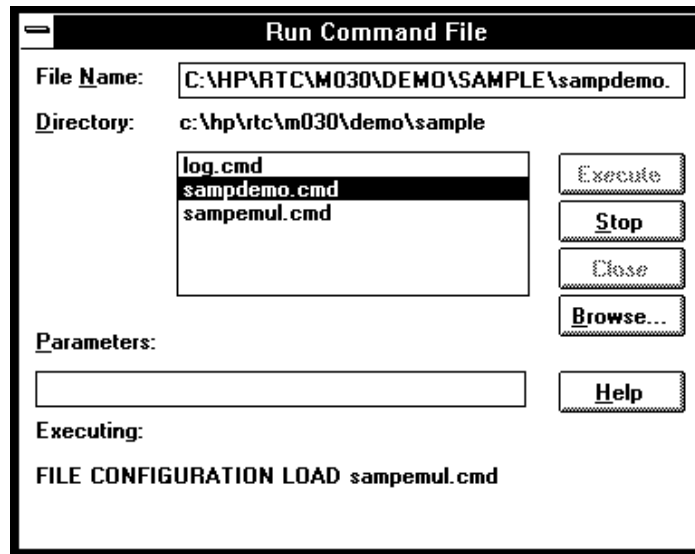 Run Command File
File Name:
C:\HP\RTC\M030\DEMO\SAMPLE\sampdemo.
Directory:
c:\hp\rtc\m030\demo\sample
log.cmd
sampdemo.cmd
sampemul.cmd
Execute
Stop
Close
Browse...
Parameters:
Help
Executing:
FILE CONFIGURATION LOAD sampemul.cmd